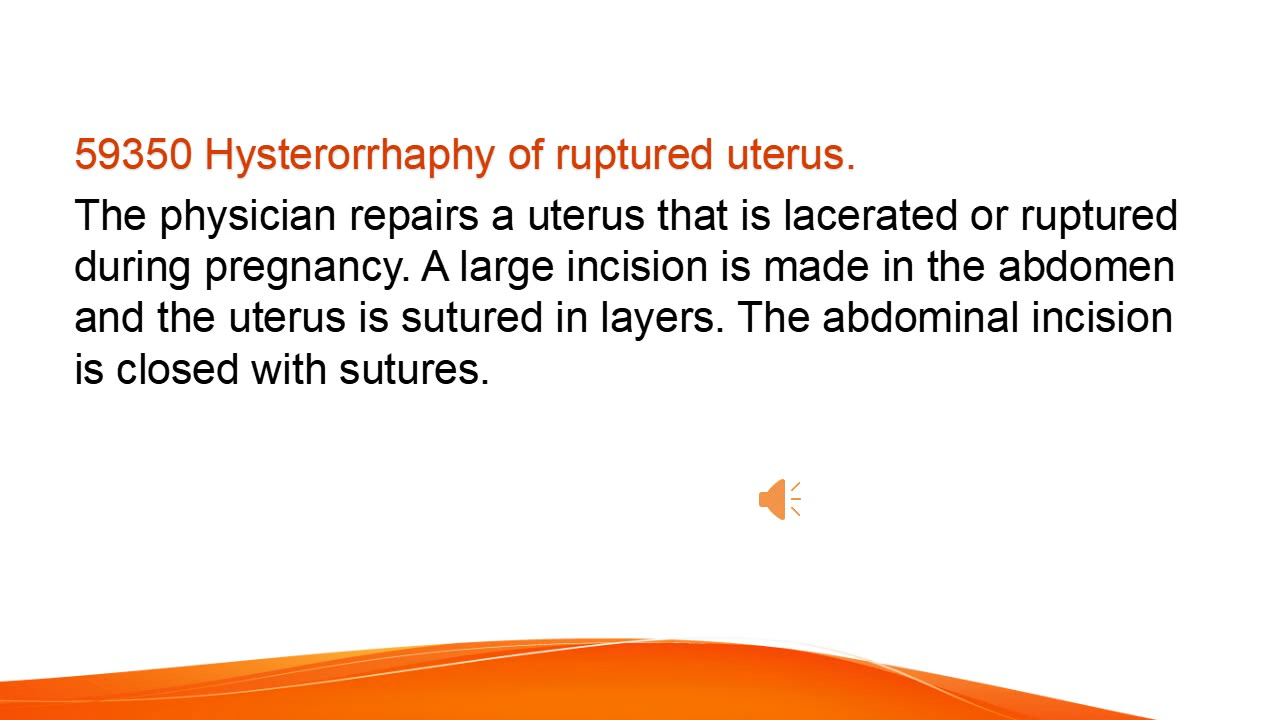 59350 Hysterorrhaphy of ruptured uterus.
The physician repairs a uterus that is lacerated or ruptured
during pregnancy. A large incision is made in the abdomen
and the uterus is sutured in layers. The abdominal incision
is closed with sutures.